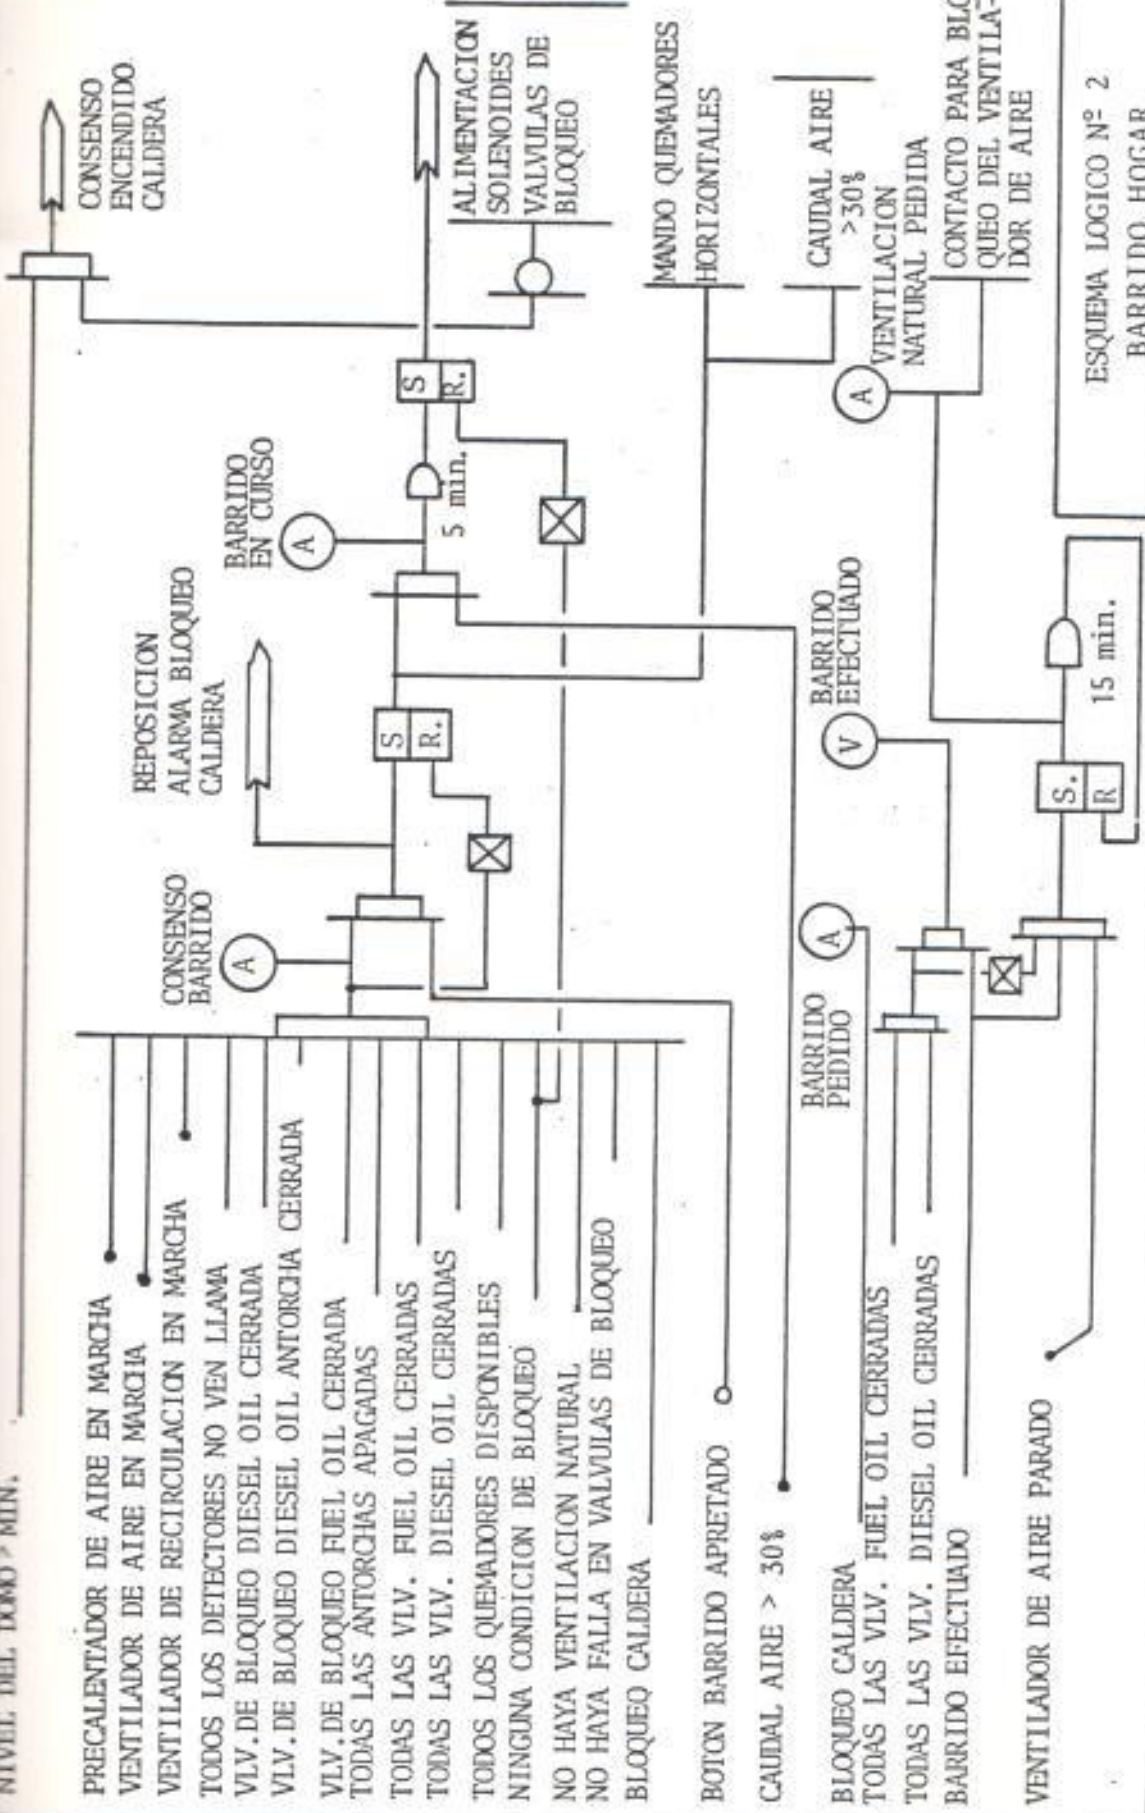 NIVEL DEL DOMO > MIN.
PRECALENTADOR DE AIRE EN MARCHA
VENTILADOR DE AIRE EN MARCHA
VENTILADOR DE RECIRCULACION EN MARCHA
TODOS LOS DETECTORES NO VEN LLAMA
VLV.DE BLOQUEO DIESEL OIL CERRADA
VLV.DE BLOQUEO DIESEL OIL ANTORCHA CERRADA
VLV.DE BLOQUEO FUEL OIL CERRADA
TODAS LAS ANTORCHAS APAGADAS
TODAS LAS VLV. FUEL OIL CERRADAS
TODAS LAS VLV. DIESEL OIL CERRADAS
TODOS LOS QUEMADORES DISPONIBLES
NINGUNA CONDICION DE BLOQUEO
NO HAYA VENTILACION NATURAL
NO HAYA FALLA EN VALVULAS DE BLOQUEO
BLOQUEO CALDERA
BOTON BARRIDO APRETADO
CAUDAL AIRE > 30%
BLOQUEO CALDERA
TODAS LAS VLV. FUEL OIL CERRADAS
TODAS LAS VLV. DIESEL OIL CERRADAS
BARRIDO EFECTUADO
VENTILADOR DE AIRE PARADO
CONSENSO
BARRIDO
A
REPOSICION
ALARMA BLOQUEO
CALDERA
S
R.
BARRIDO
EN CURSO
A
5 min.
S
R.
CONSENSO
ENCENDIDO
CALDERA
ALIMENTACION
SOLENOIDES
VALVULAS DE
BLOQUEO
MANDO QUEMADORES
HORIZONTALES
CAUDAL AIRE
>30%
BARRIDO
PEDIDO
A
BARRIDO
EFECTUADO
V
S.
R
15 min.
A
VENTILACION
NATURAL PEDIDA
CONTACTO PARA BLO
QUEO DEL VENTILA-
DOR DE AIRE
ESQUEMA LOGICO Nº 2
BARRIDO HOGAR